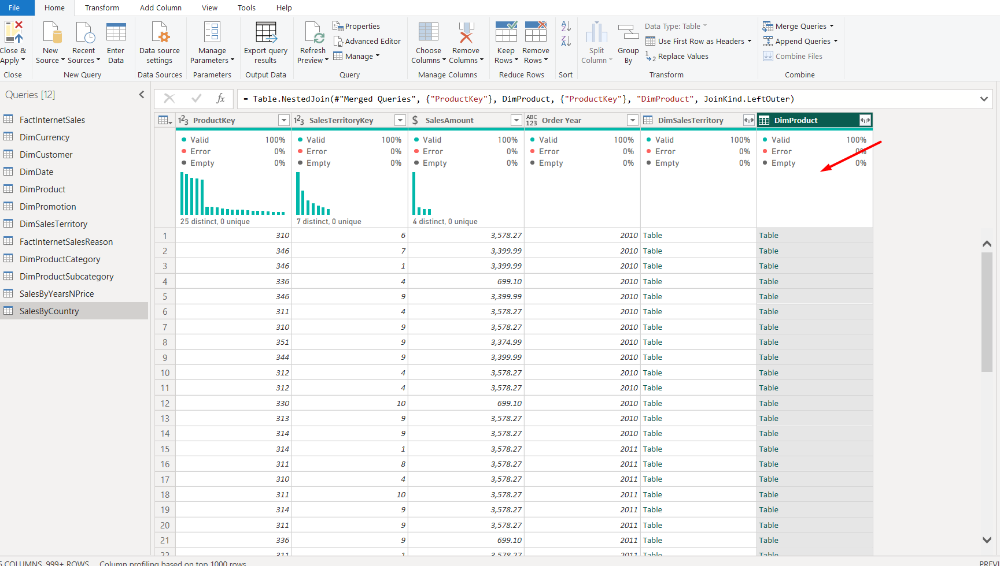 File Home Transform Add Column View Tools Help
Close & Apply
New Source
Recent Sources
Enter Data
Data source settings
Manage Parameters
Export query results
Refresh Preview
Properties
Advanced Editor
Manage
Choose Columns
Remove Columns
Keep Rows
Remove Rows
Split Column
Group By
Data Type: Table
Use First Row as Headers
Replace Values
Merge Queries
Append Queries
Combine Files
Close New Query Data Sources Parameters Output Data Query Manage Columns Reduce Rows Sort Transform Combine
Queries [12]
FactInternetSales
DimCurrency
DimCustomer
DimDate
DimProduct
DimPromotion
DimSalesTerritory
FactInternetSalesReason
DimProductCategory
DimProductSubcategory
SalesByYearsNPrice
SalesByCountry
fx = Table.NestedJoin(#"Merged Queries", {"ProductKey"}, DimProduct, {"ProductKey"}, "DimProduct", JoinKind.LeftOuter)
123 ProductKey 123 SalesTerritoryKey $ SalesAmount ABC 123 Order Year DimSalesTerritory DimProduct
Valid 100% Valid 100% Valid 100% Valid 100% Valid 100% Valid 100%
Error 0% Error 0% Error 0% Error 0% Error 0% Error 0%
Empty 0% Empty 0% Empty 0% Empty 0% Empty 0% Empty 0%
25 distinct, 0 unique 7 distinct, 0 unique 4 distinct, 0 unique
1 310 6 3,578.27 2010 Table Table
2 346 7 3,399.99 2010 Table Table
3 346 1 3,399.99 2010 Table Table
4 336 4 699.10 2010 Table Table
5 346 9 3,399.99 2010 Table Table
6 311 4 3,578.27 2010 Table Table
7 310 9 3,578.27 2010 Table Table
8 351 9 3,374.99 2010 Table Table
9 344 9 3,399.99 2010 Table Table
10 312 4 3,578.27 2010 Table Table
11 312 4 3,578.27 2010 Table Table
12 330 10 699.10 2010 Table Table
13 313 9 3,578.27 2010 Table Table
14 314 9 3,578.27 2010 Table Table
15 314 1 3,578.27 2011 Table Table
16 311 8 3,578.27 2011 Table Table
17 310 4 3,578.27 2011 Table Table
18 311 10 3,578.27 2011 Table Table
19 314 9 3,578.27 2011 Table Table
20 311 9 3,578.27 2011 Table Table
21 336 9 699.10 2011 Table Table
22 311 1 3,578.27 2011 Table Table
COLUMNS, 999+ ROWS Column profiling based on top 1000 rows PREVI